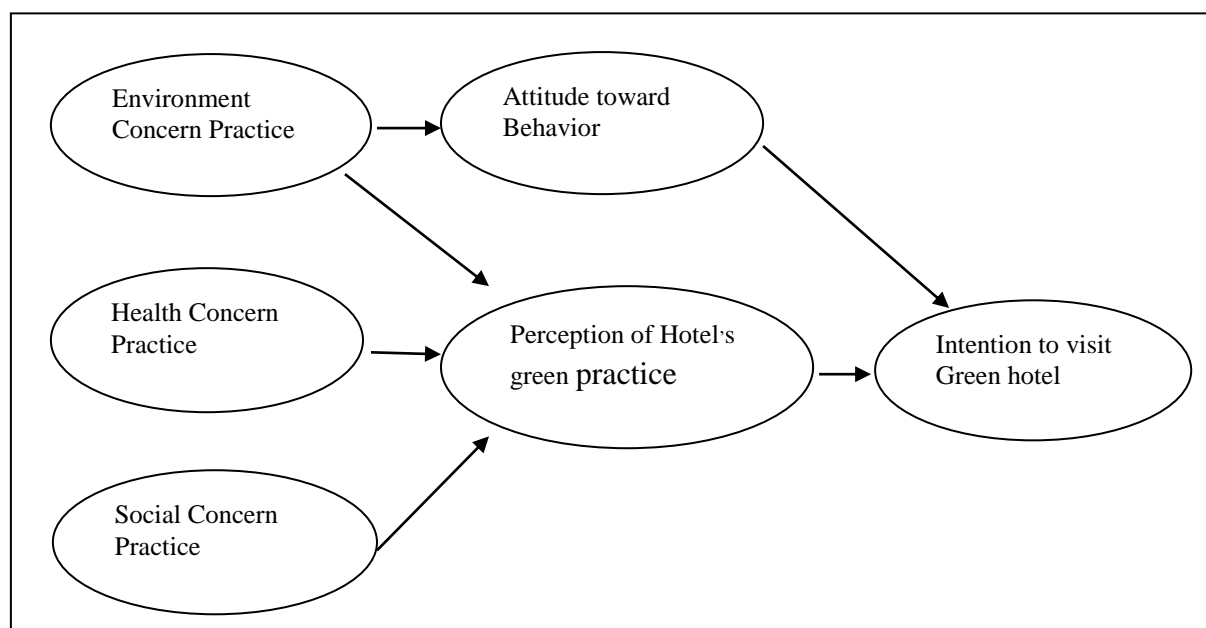 Environment
Concern Practice
Attitude toward
Behavior
Health Concern
Practice
Perception of Hotel's
green practice
Intention to visit
Green hotel
Social Concern
Practice